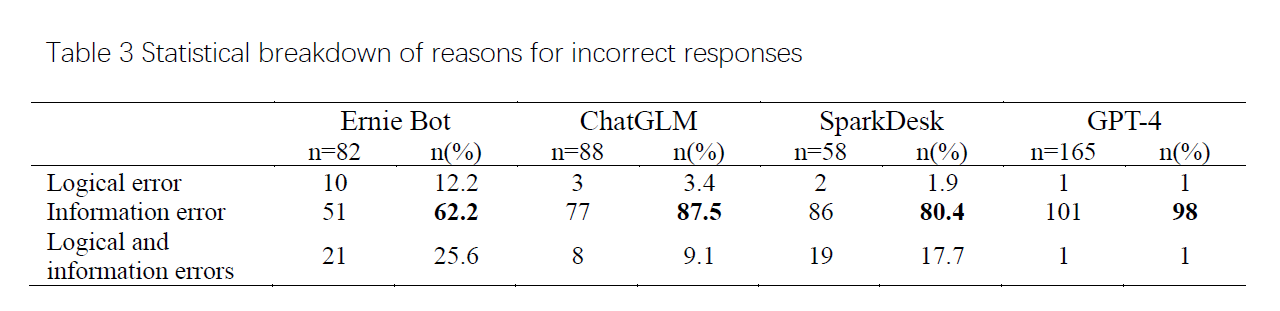 Table 3 Statistical breakdown of reasons for incorrect responses
Ernie Bot ChatGLM SparkDesk GPT-4
n=82 n(%) n=88 n(%) n=58 n(%) n=165 n(%)
Logical error 10 12.2 3 3.4 2 1.9 1 1
Information error 51 62.2 77 87.5 86 80.4 101 98
Logical and
information errors 21 25.6 8 9.1 19 17.7 1 1